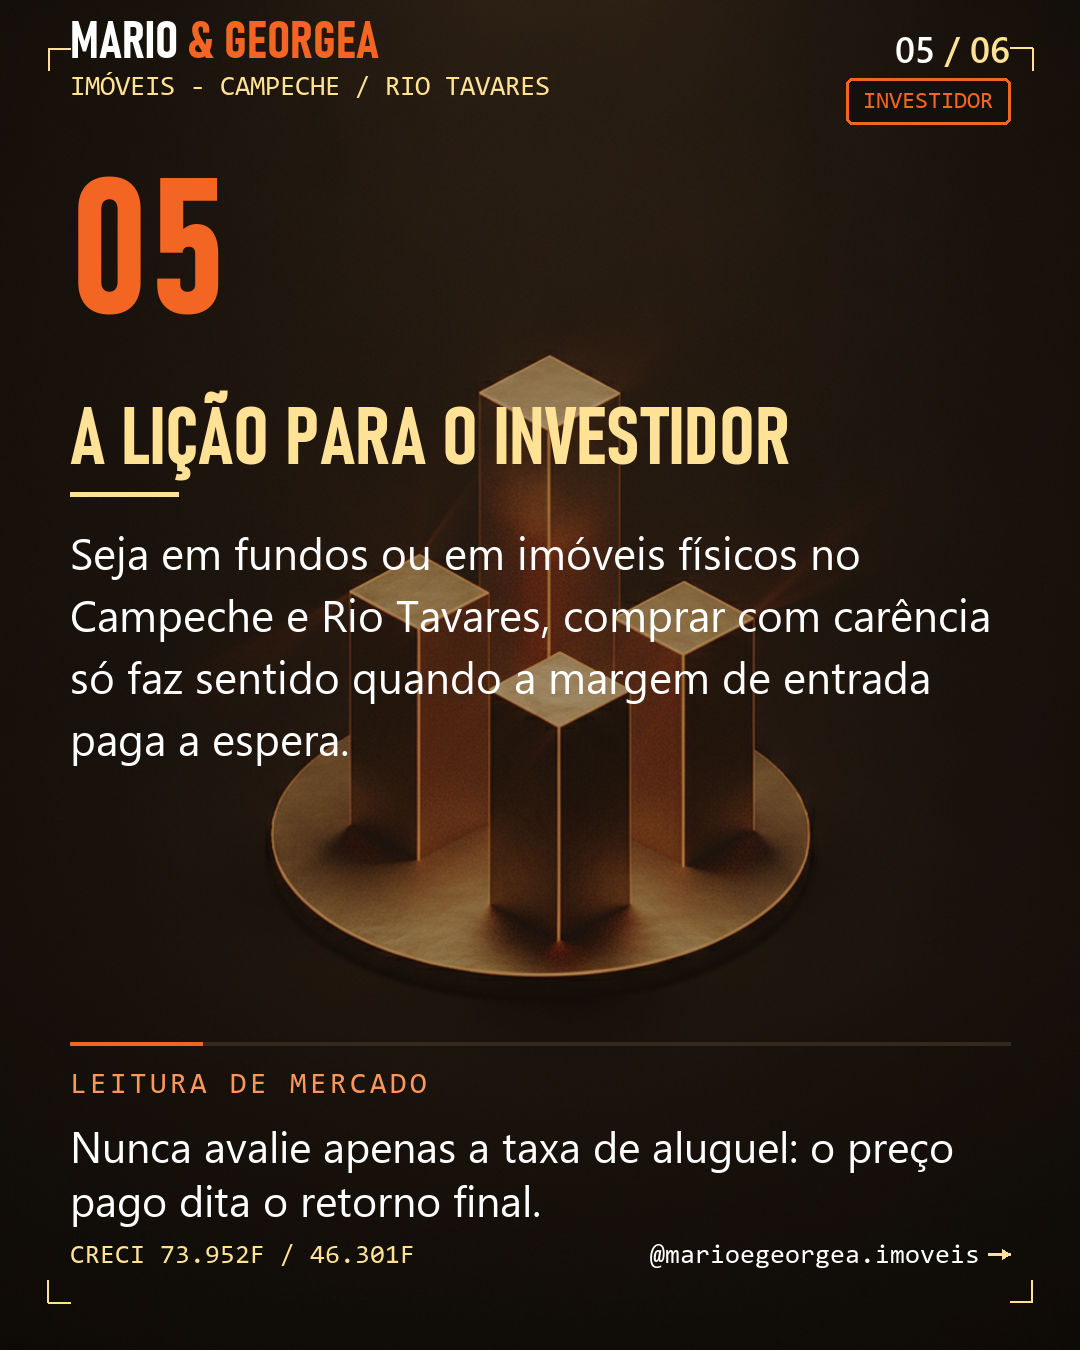 MARIO & GEORGEA
IMÓVEIS - CAMPECHE / RIO TAVARES
05 / 06
INVESTIDOR
05
A LIÇÃO PARA O INVESTIDOR
Seja em fundos ou em imóveis físicos no
Campeche e Rio Tavares, comprar com carência
só faz sentido quando a margem de entrada
paga a espera.
LEITURA DE MERCADO
Nunca avalie apenas a taxa de aluguel: o preço
pago dita o retorno final.
CRECI 73.952F / 46.301F
@marioegeorgea.imoveis →